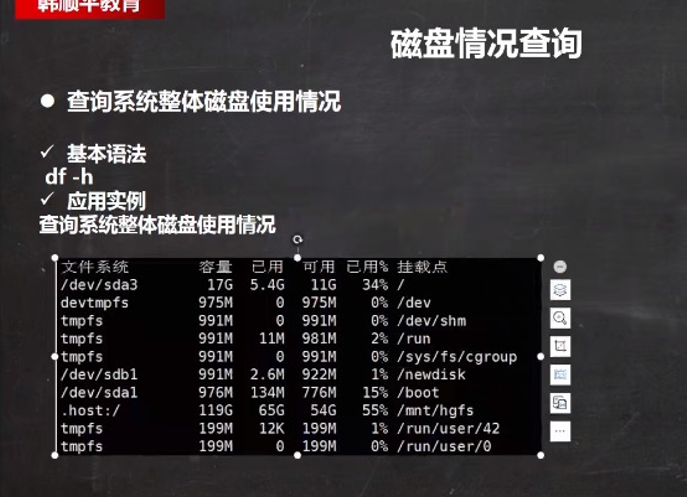 韩顺平教育
磁盘情况查询
● 查询系统整体磁盘使用情况
✓ 基本语法
df -h
✓ 应用实例
查询系统整体磁盘使用情况
文件系统 容量 已用 可用 已用% 挂载点
/dev/sda3 17G 5.4G 11G 34% /
devtmpfs 975M 0 975M 0% /dev
tmpfs 991M 0 991M 0% /dev/shm
tmpfs 991M 11M 981M 2% /run
tmpfs 991M 0 991M 0% /sys/fs/cgroup
/dev/sdb1 991M 2.6M 922M 1% /newdisk
/dev/sda1 976M 134M 776M 15% /boot
.host:/ 119G 65G 54G 55% /mnt/hgfs
tmpfs 199M 12K 199M 1% /run/user/42
tmpfs 199M 0 199M 0% /run/user/0